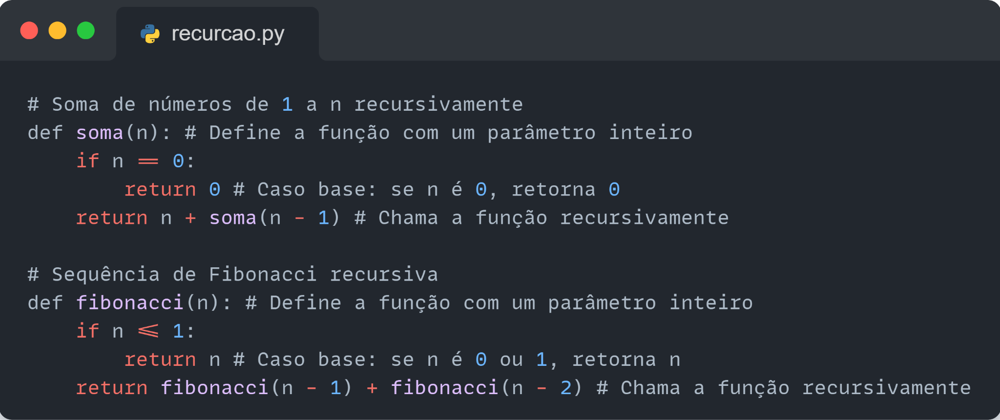 recurcao.py
# Soma de números de 1 a n recursivamente
def soma(n): # Define a função com um parâmetro inteiro
    if n == 0:
        return 0 # Caso base: se n é 0, retorna 0
    return n + soma(n - 1) # Chama a função recursivamente
# Sequência de Fibonacci recursiva
def fibonacci(n): # Define a função com um parâmetro inteiro
    if n <= 1:
        return n # Caso base: se n é 0 ou 1, retorna n
    return fibonacci(n - 1) + fibonacci(n - 2) # Chama a função recursivamente